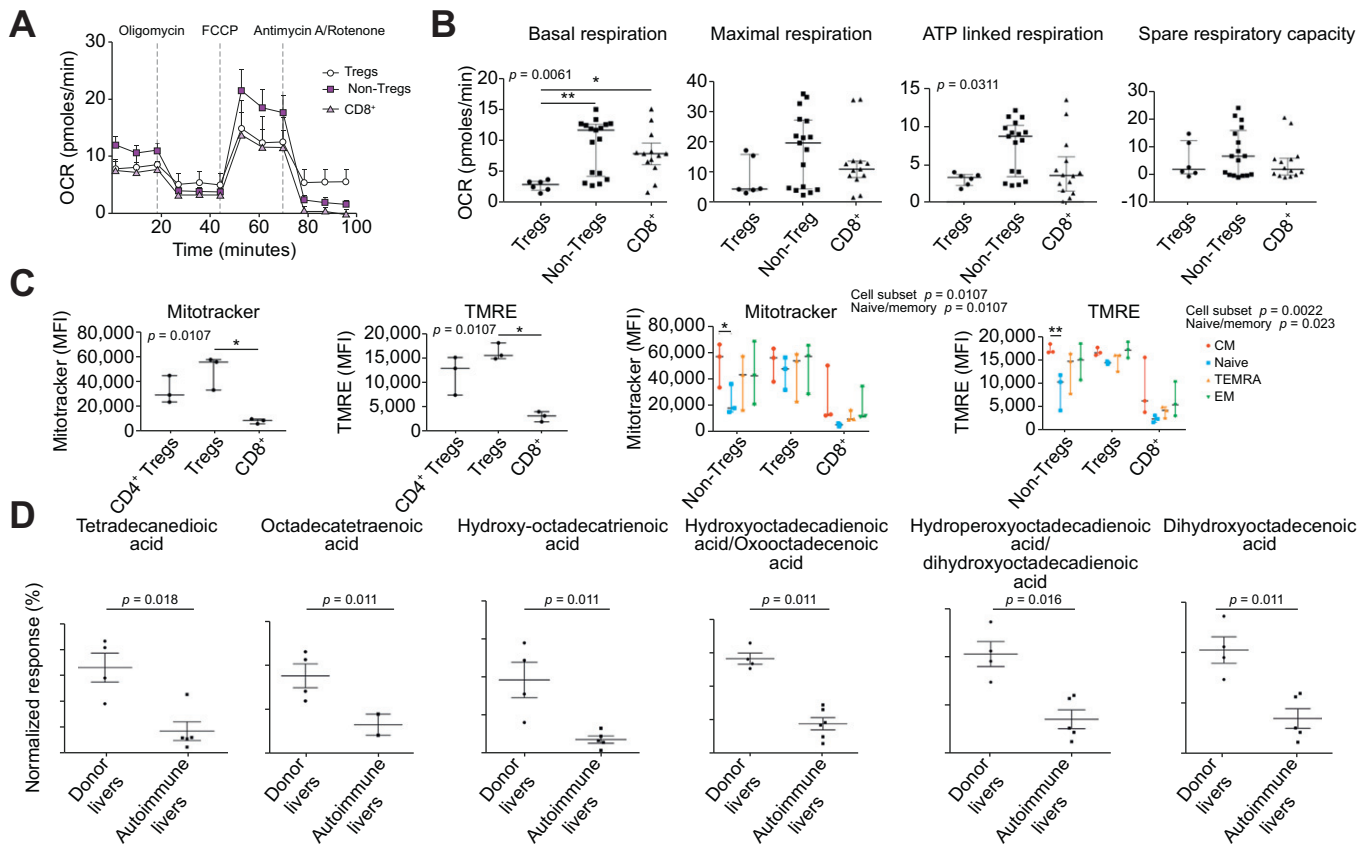 A
Oligomycin FCCP Antimycin A/Rotenone
30
20
10
0
OCR (pmoles/min)
0 20 40 60 80 100
Time (minutes)
Tregs
Non-Tregs
CD8+
B
Basal respiration
OCR (pmoles/min)
p = 0.0061
*
**
20
15
10
5
0
Tregs
Non-Tregs
CD8+
Maximal respiration
40
30
20
10
0
Tregs
Non-Treg
CD8+
ATP linked respiration
p = 0.0311
15
10
5
0
Tregs
Non-Tregs
CD8+
Spare respiratory capacity
30
20
10
0
-10
Tregs
Non-Tregs
CD8+
C
Mitotracker
p = 0.0107
*
Mitotracker (MFI)
80,000
60,000
40,000
20,000
0
CD4+ Tregs
Tregs
CD8+
TMRE
p = 0.0107
*
TMRE (MFI)
20,000
15,000
10,000
5,000
0
CD4+ Tregs
Tregs
CD8+
Mitotracker
Cell subset p = 0.0107
Naive/memory p = 0.0107
*
Mitotracker (MFI)
80,000
60,000
40,000
20,000
0
Non-Tregs
Tregs
CD8+
TMRE
Cell subset p = 0.0022
Naive/memory p = 0.023
**
TMRE (MFI)
20,000
15,000
10,000
5,000
0
Non-Tregs
Tregs
CD8+
CM
Naive
TEMRA
EM
D
Normalized response (%)
Tetradecanedioic
acid
p = 0.018
Donor
livers
Autoimmune
livers
Octadecatetraenoic
acid
p = 0.011
Donor
livers
Autoimmune
livers
Hydroxy-octadecatrienoic
acid
p = 0.011
Donor
livers
Autoimmune
livers
Hydroxyoctadecadienoic
acid/Oxooctadecenoic
acid
p = 0.011
Donor
livers
Autoimmune
livers
Hydroperoxyoctadecadienoic
acid/
dihydroxyoctadecadienoic
acid
p = 0.016
Donor
livers
Autoimmune
livers
Dihydroxyoctadecenoic
acid
p = 0.011
Donor
livers
Autoimmune
livers